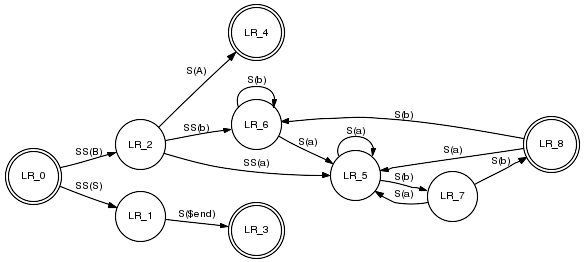 LR_4
S(A)
S(b)
LR_6
S(b)
SS(b)
S(a)
S(a)
LR_2
SS(B)
SS(a)
S(a)
S(b)
LR_8
LR_0
LR_5
S(b)
SS(S)
S(a)
LR_7
LR_1
S($end)
LR_3